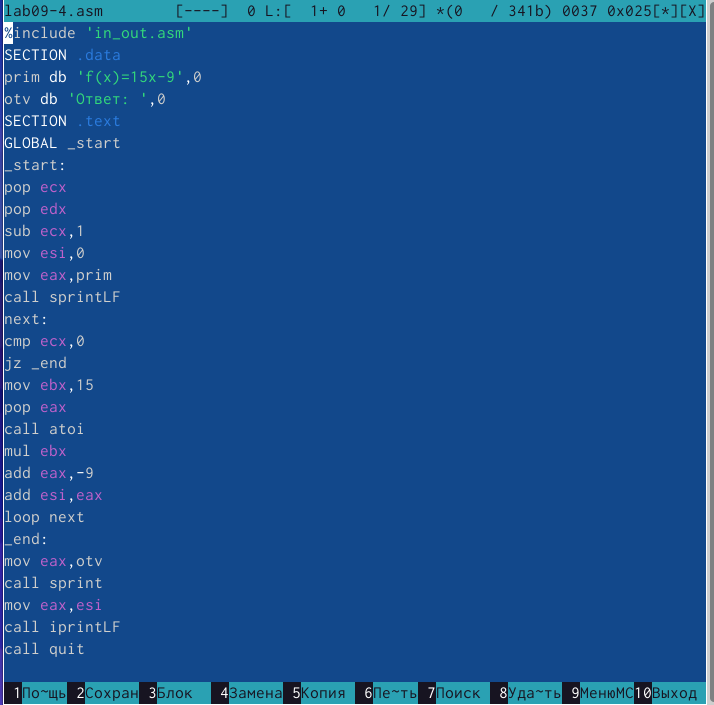 lab09-4.asm [----] 0 L:[ 1+ 0 1/ 29] *(0 / 341b) 0037 0x025[*][X]
%include 'in_out.asm'
SECTION .data
prim db 'f(x)=15x-9',0
otv db 'Ответ: ',0
SECTION .text
GLOBAL _start
_start:
pop ecx
pop edx
sub ecx,1
mov esi,0
mov eax,prim
call sprintLF
next:
cmp ecx,0
jz _end
mov ebx,15
pop eax
call atoi
mul ebx
add eax,-9
add esi,eax
loop next
_end:
mov eax,otv
call sprint
mov eax,esi
call iprintLF
call quit
1По~щь 2Сохран 3Блок 4Замена 5Копия 6Пе~ть 7Поиск 8Уда~ть 9МенюМС 10Выход